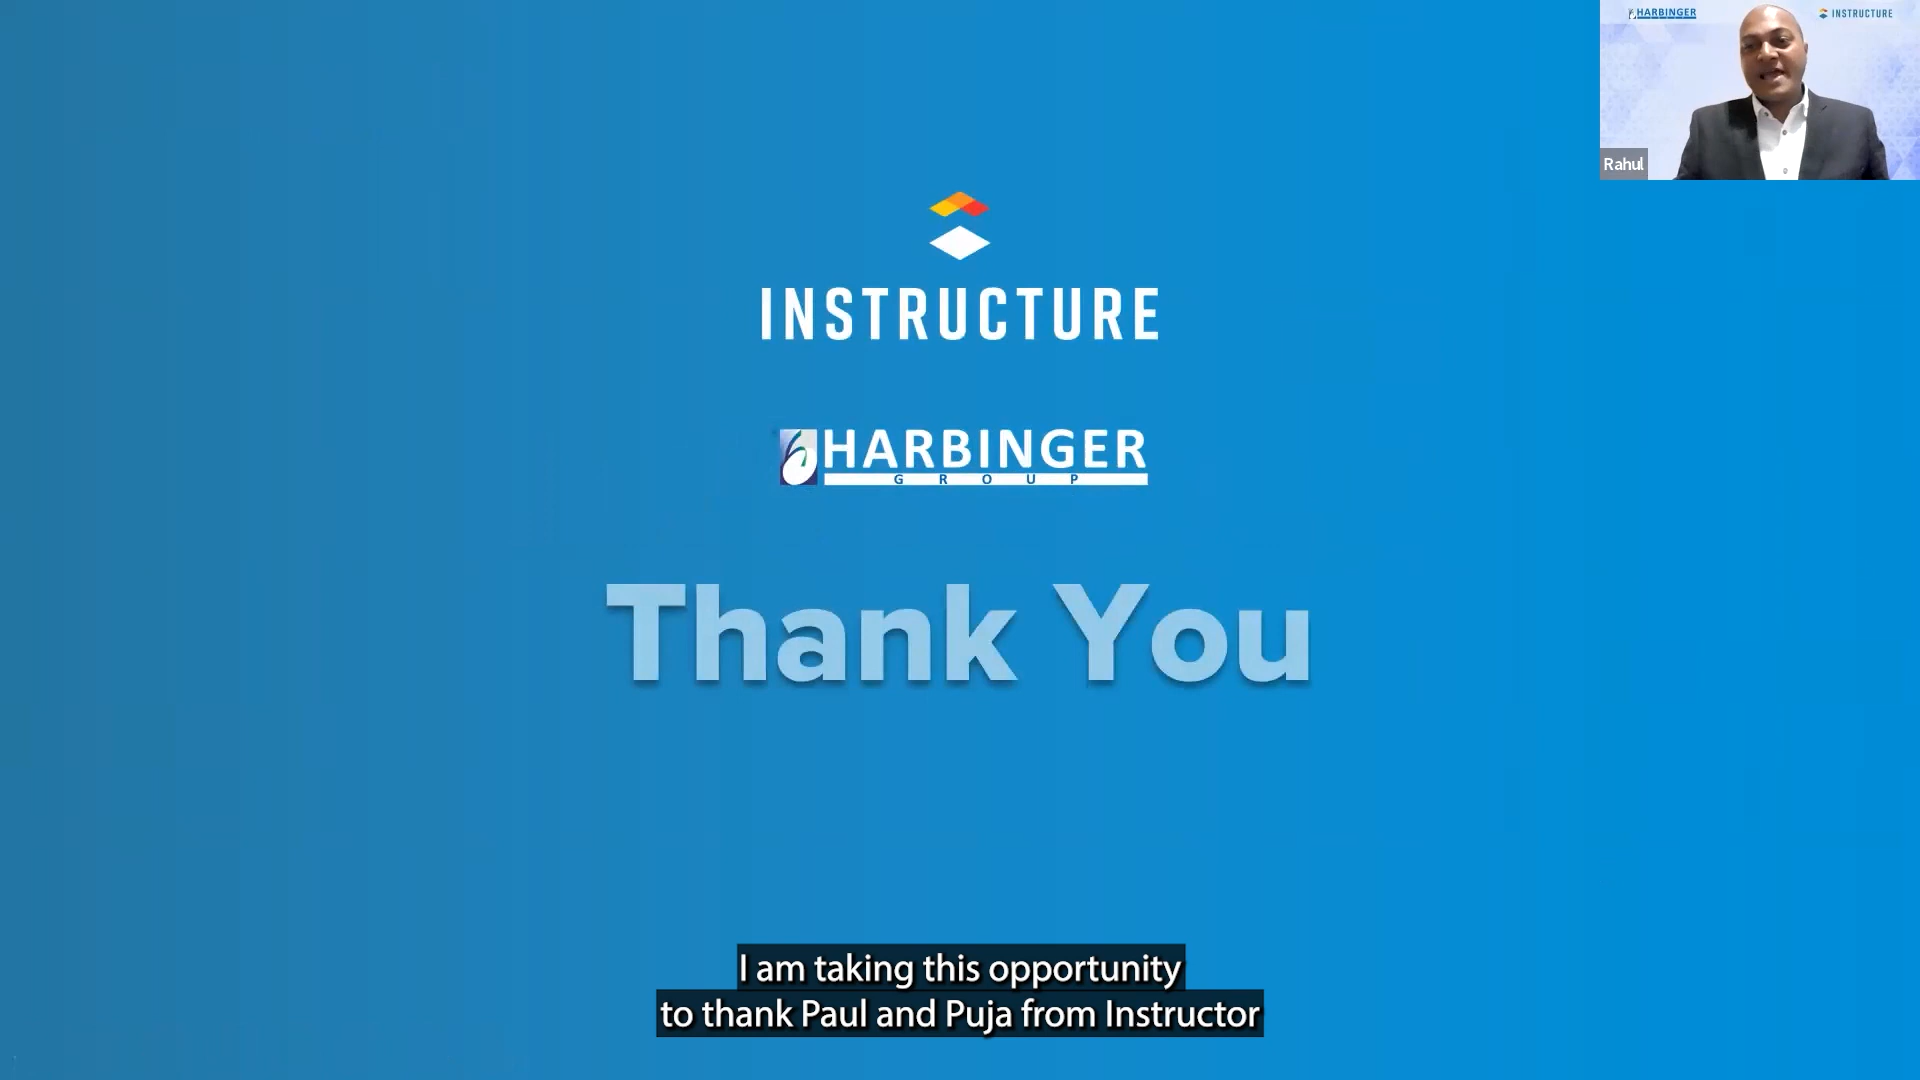 HARBINGER
INSTRUCTURE
Rahul
INSTRUCTURE
HARBINGER
GROUP
Thank You
I am taking this opportunity
to thank Paul and Puja from Instructor